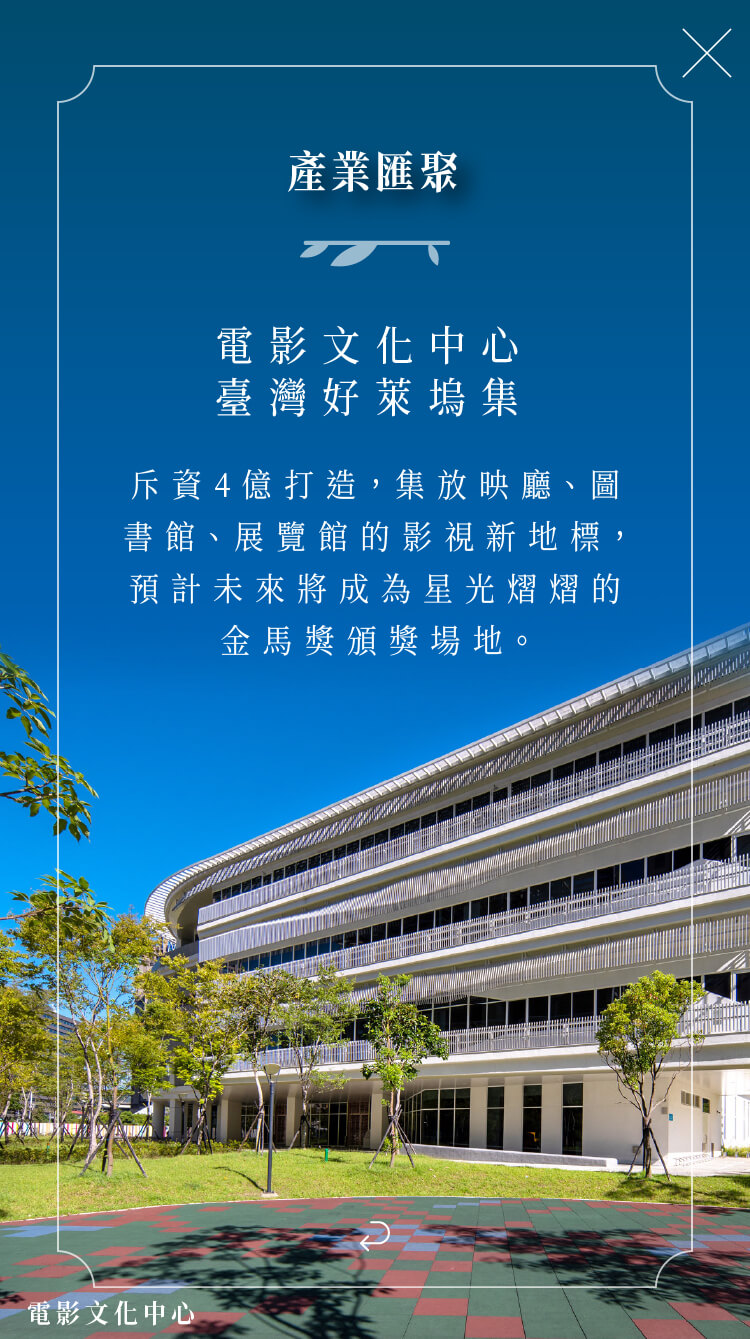 產業匯聚
電影文化中心
臺灣好萊塢集
斥資4億打造，集放映廳、圖
書館、展覽館的影視新地標，
預計未來將成為星光熠熠的
金馬獎頒獎場地。
電影文化中心